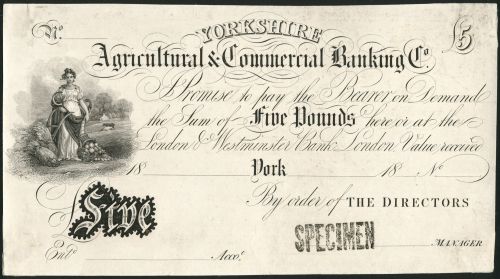 YORKSHIRE
No. £5
Agricultural & Commercial Banking Co.
I Promise to pay the Bearer on Demand
the Sum of Five Pounds here or at the
London & Westminster Bank London Value received
18 York 18 No
By order of THE DIRECTORS
£ Five
SPECIMEN MANAGER
Entd. Acct.